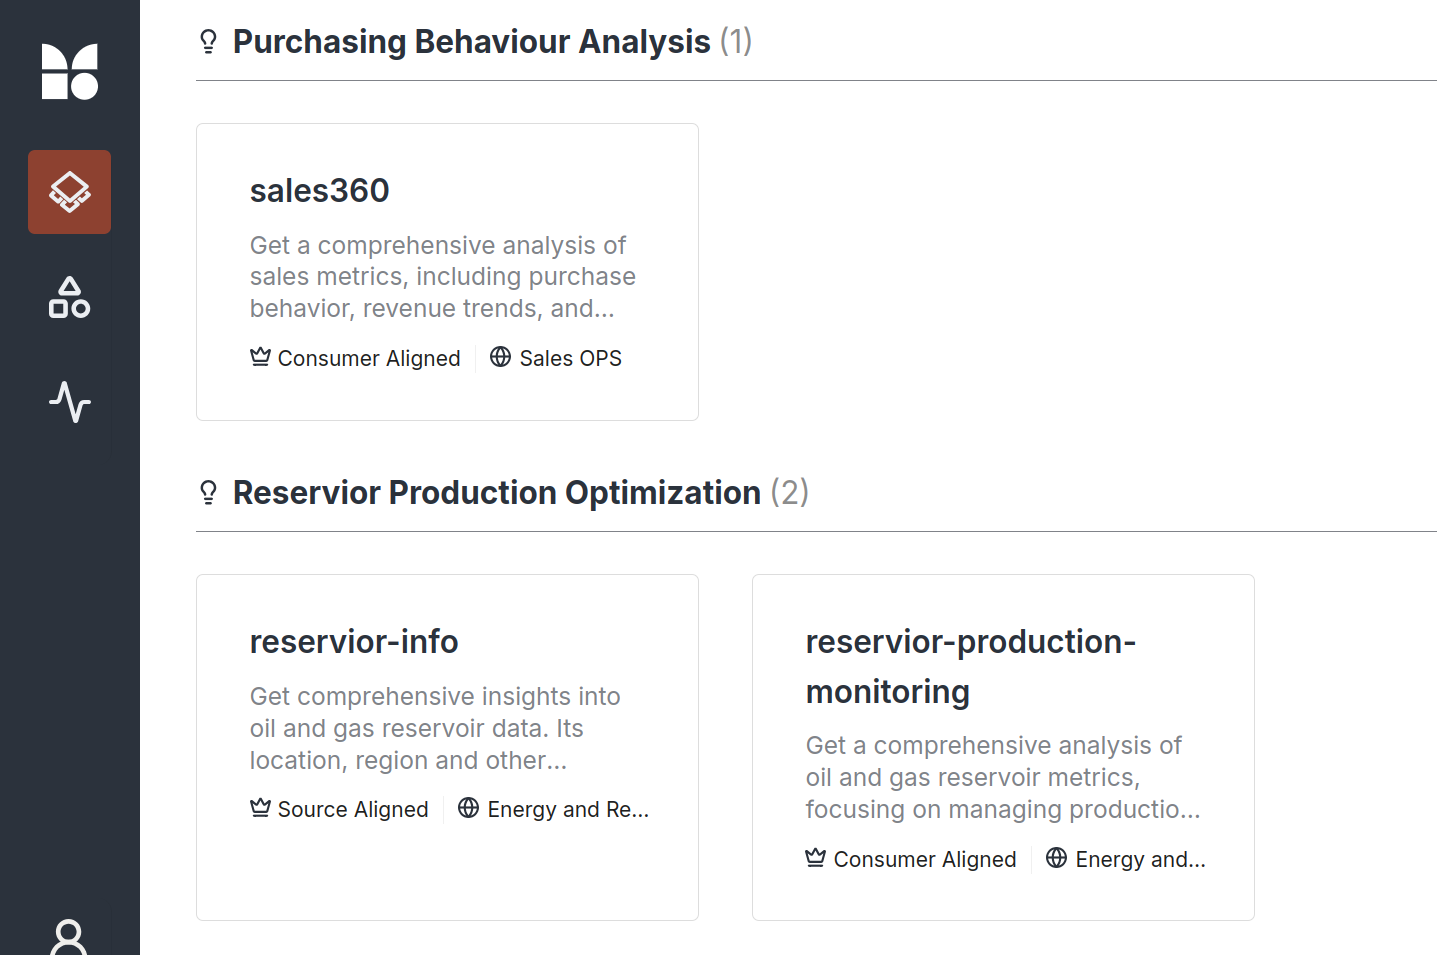 Purchasing Behaviour Analysis (1)
sales360
Get a comprehensive analysis of
sales metrics, including purchase
behavior, revenue trends, and...
Consumer Aligned
Sales OPS
Reservior Production Optimization (2)
reservior-info
Get comprehensive insights into
oil and gas reservoir data. Its
location, region and other...
Source Aligned
Energy and Re...
reservior-production-
monitoring
Get a comprehensive analysis of
oil and gas reservoir metrics,
focusing on managing productio...
Consumer Aligned
Energy and...